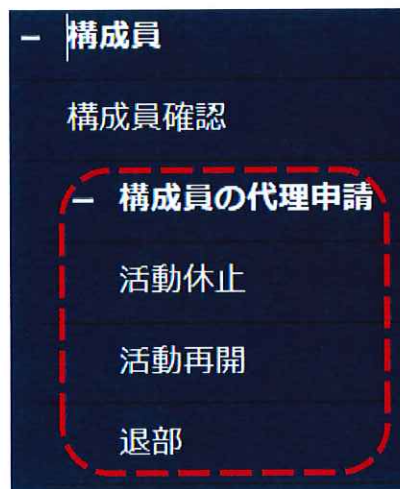 − 構成員
構成員確認
− 構成員の代理申請
活動休止
活動再開
退部